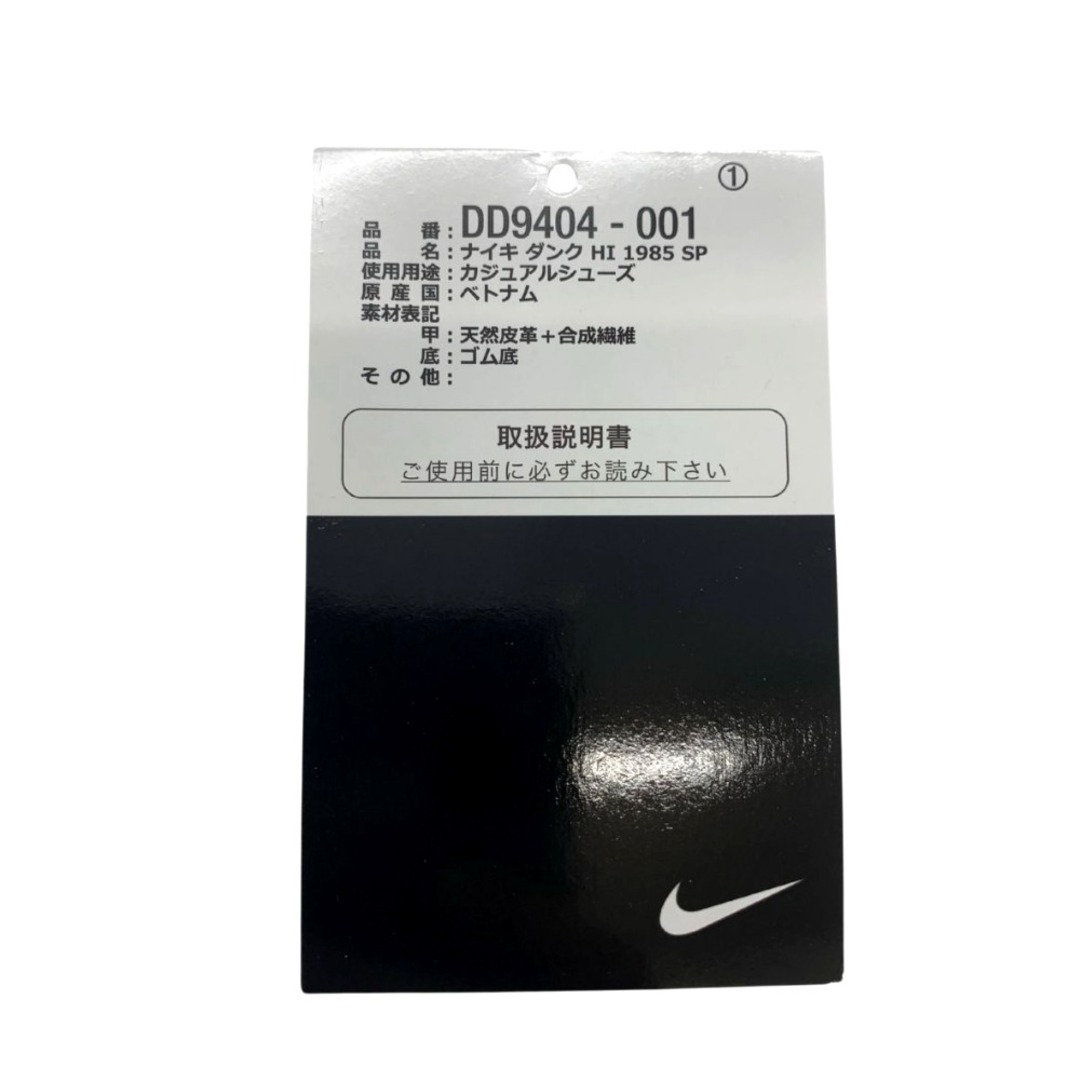 ①
品 番：DD9404 - 001
品 名：ナイキ ダンク HI 1985 SP
使用用途：カジュアルシューズ
原 産 国：ベトナム
素材表記
甲：天然皮革＋合成繊維
底：ゴム底
そ の 他：
取扱説明書
ご使用前に必ずお読み下さい